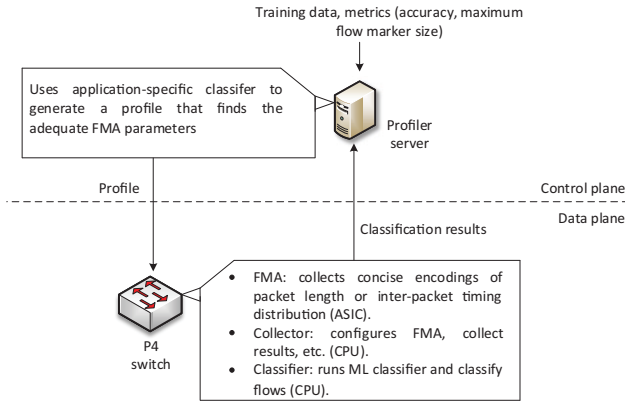 Training data, metrics (accuracy, maximum
flow marker size)
Uses application-specific classifer to
generate a profile that finds the
adequate FMA parameters
Profiler
server
Profile
Control plane
Data plane
Classification results
• FMA: collects concise encodings of
packet length or inter-packet timing
distribution (ASIC).
• Collector: configures FMA, collect
results, etc. (CPU).
• Classifier: runs ML classifier and classify
flows (CPU).
P4
switch